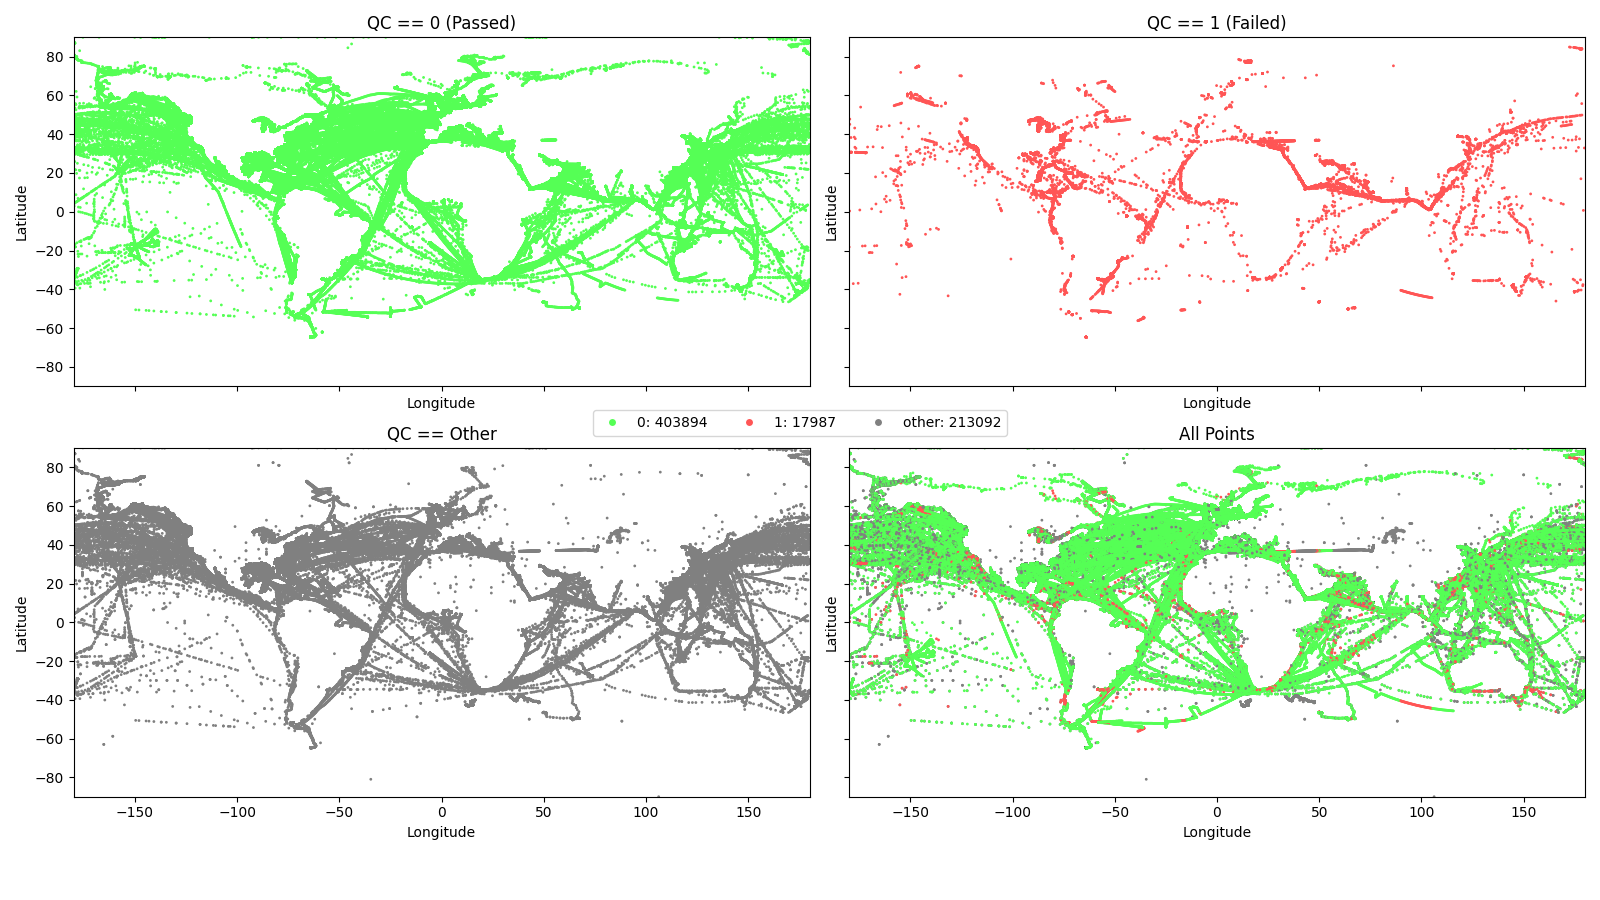 QC == 0 (Passed)
QC == 1 (Failed)
80
60
40
20
0
−20
−40
−60
−80
Latitude
Latitude
Longitude
Longitude
0: 403894 1: 17987 other: 213092
QC == Other
All Points
80
60
40
20
0
−20
−40
−60
−80
Latitude
Latitude
−150 −100 −50 0 50 100 150
−150 −100 −50 0 50 100 150
Longitude
Longitude